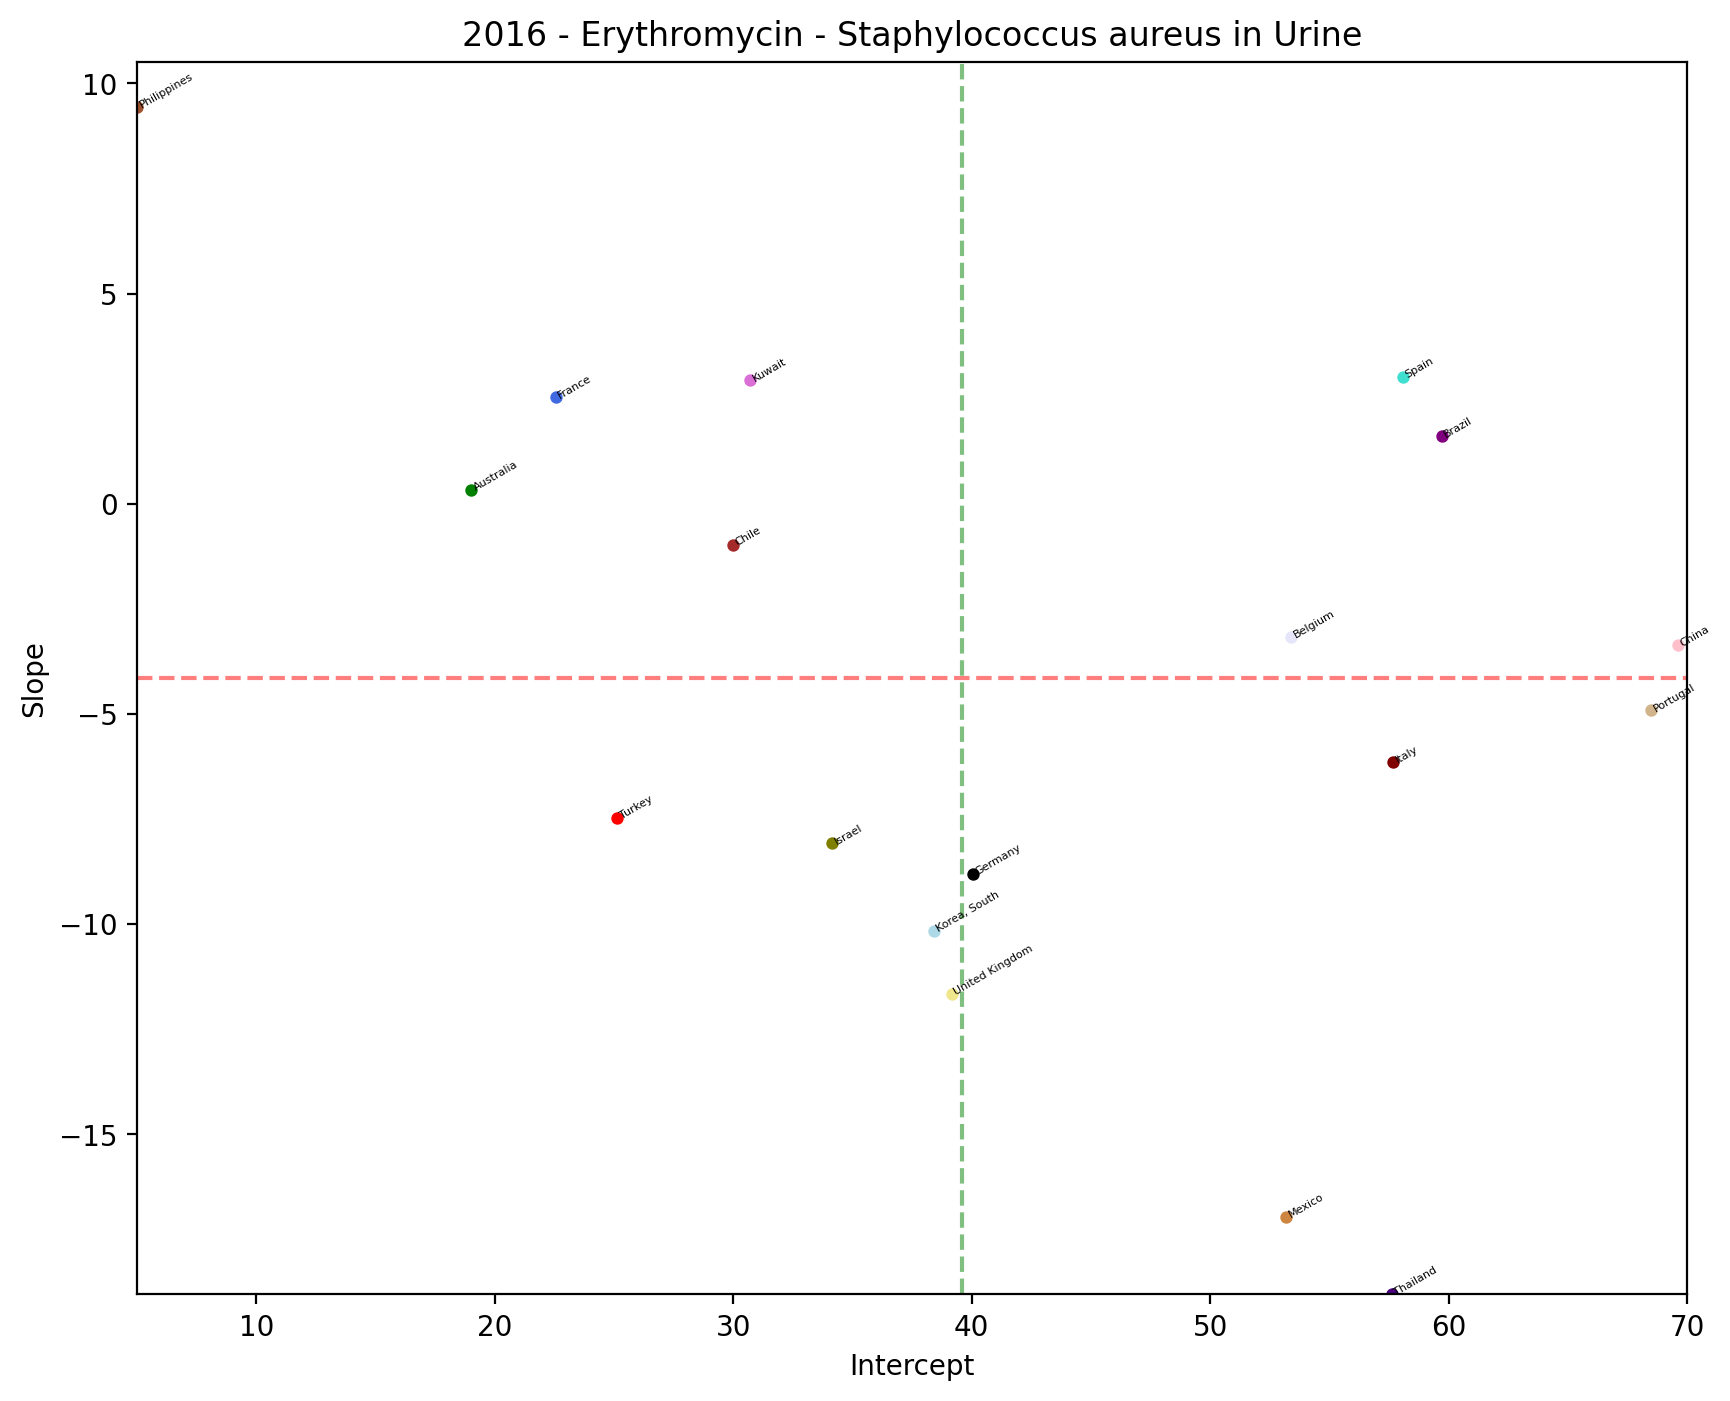 2016 - Erythromycin - Staphylococcus aureus in Urine
10
Philippines
5
Kuwait
Spain
France
Brazil
Australia
0
Chile
Belgium
China
Slope
Portugal
−5
Italy
Turkey
Israel
Germany
Korea, South
−10
United Kingdom
−15
Mexico
Thailand
10 20 30 40 50 60 70
Intercept